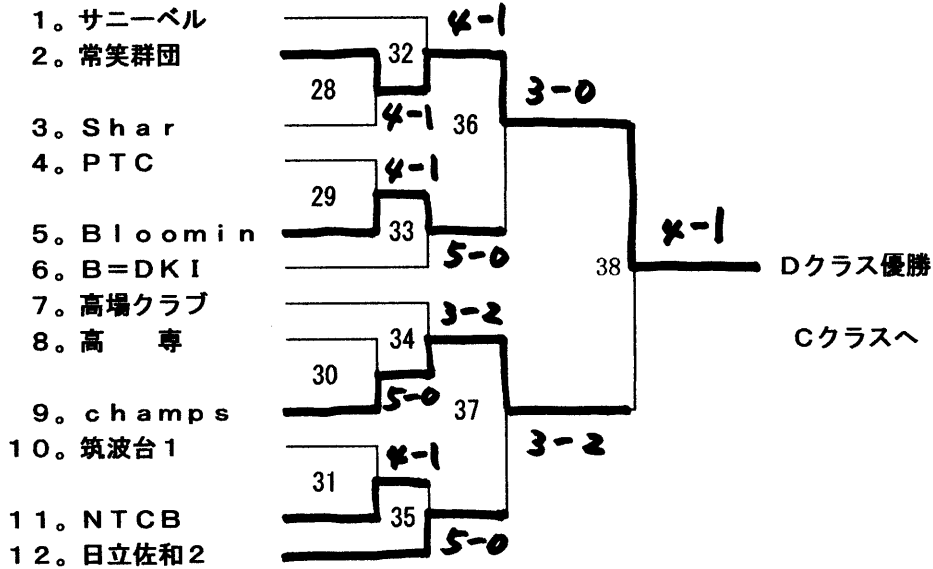 1。サニーベル
4-1
32
2。常笑群団
28
3-0
4-1
36
3。Shar
4。PTC
4-1
29
5。Bloomin
33
4-1
5-0
6。B=DKI
38
Dクラス優勝
7。高場クラブ
3-2
8。高 専
34
Cクラスへ
30
5-0
37
9。champs
3-2
10。筑波台1
4-1
31
11。NTCB
35
5-0
12。日立佐和2